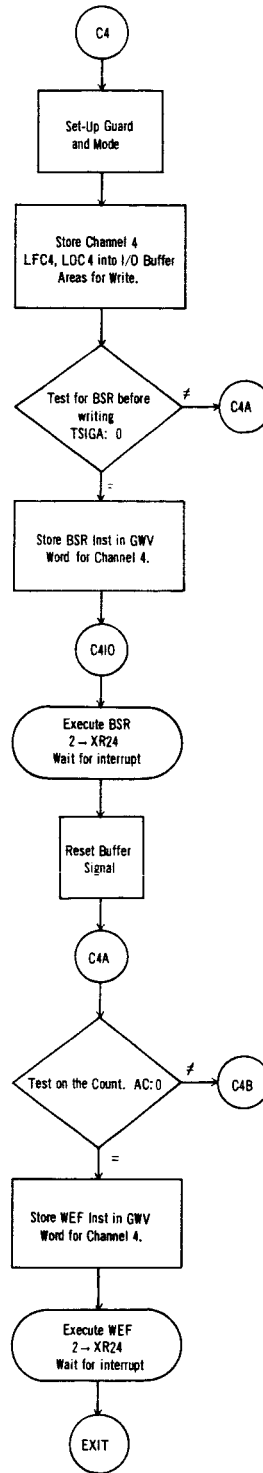 C4
Set-Up Guard
and Mode
Store Channel 4
LFC4, LDC4 into I/O Buffer
Areas for Write.
Test for BSR before
writing
TSIGA: 0
≠
C4A
=
Store BSR Inst in GWV
Word for Channel 4.
C4IO
Execute BSR
2 → XR24
Wait for interrupt
Reset Buffer
Signal
C4A
Test on the Count. AC:0
≠
C4B
=
Store WEF Inst in GWV
Word for Channel 4.
Execute WEF
2 → XR24
Wait for interrupt
EXIT